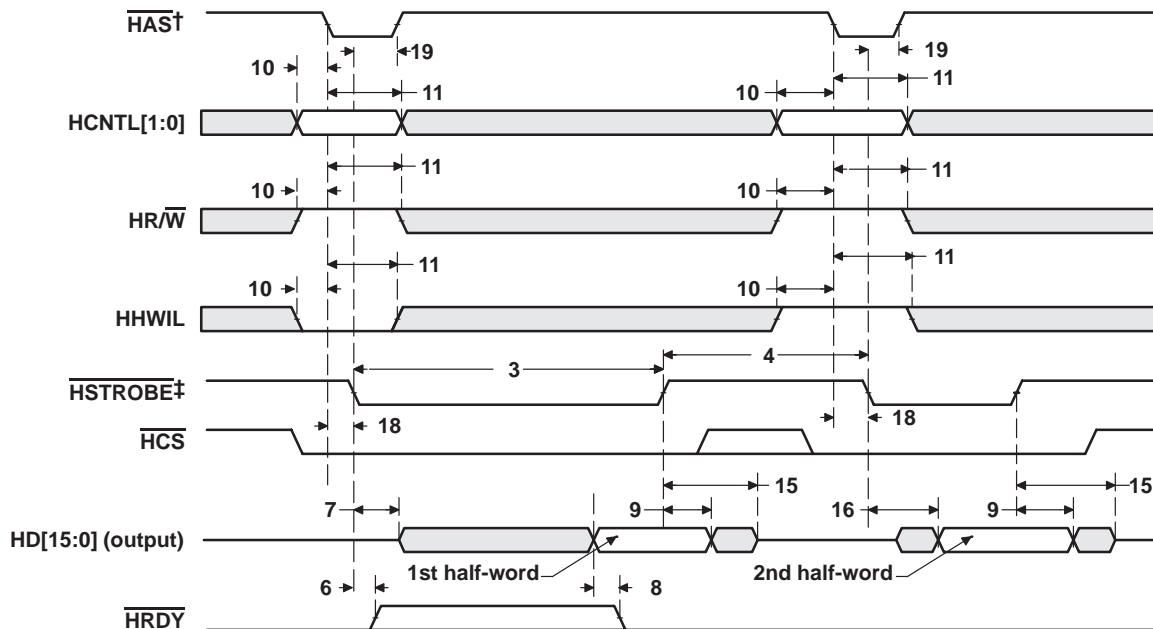 HAS†
19 19
10 11 10 11
HCNTL[1:0]
11 11
10 10
HR/W
11 11
10 10
HHWIL
3 4
HSTROBE‡
18 18
HCS
15 15
7 9 16 9
HD[15:0] (output)
1st half-word 2nd half-word
6 8
HRDY